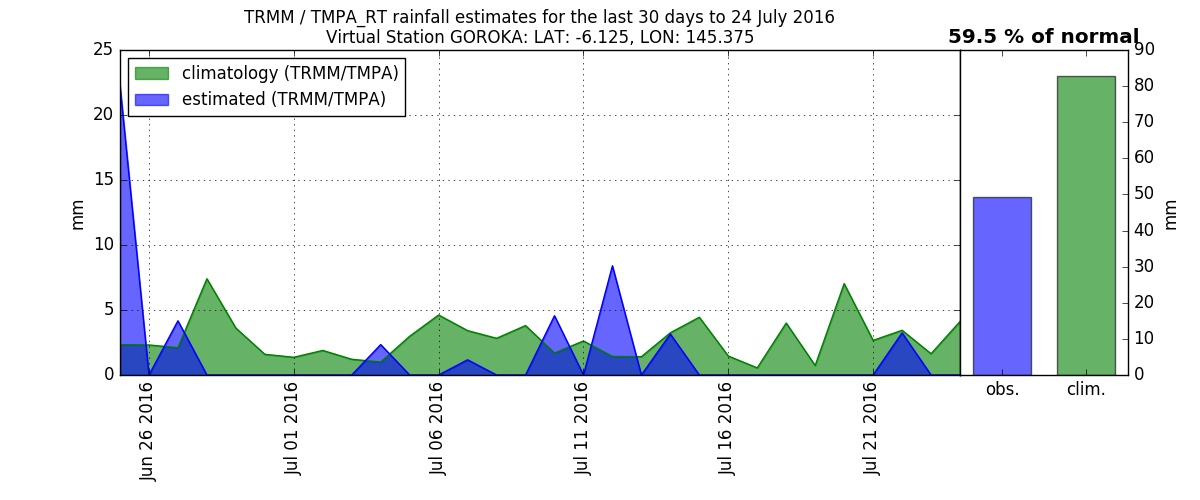 TRMM / TMPA_RT rainfall estimates for the last 30 days to 24 July 2016
Virtual Station GOROKA: LAT: -6.125, LON: 145.375
59.5 % of normal
climatology (TRMM/TMPA)
estimated (TRMM/TMPA)
25
20
15
10
5
0
mm
Jun 26 2016
Jul 01 2016
Jul 06 2016
Jul 11 2016
Jul 16 2016
Jul 21 2016
90
80
70
60
50
40
30
20
10
0
mm
obs.
clim.